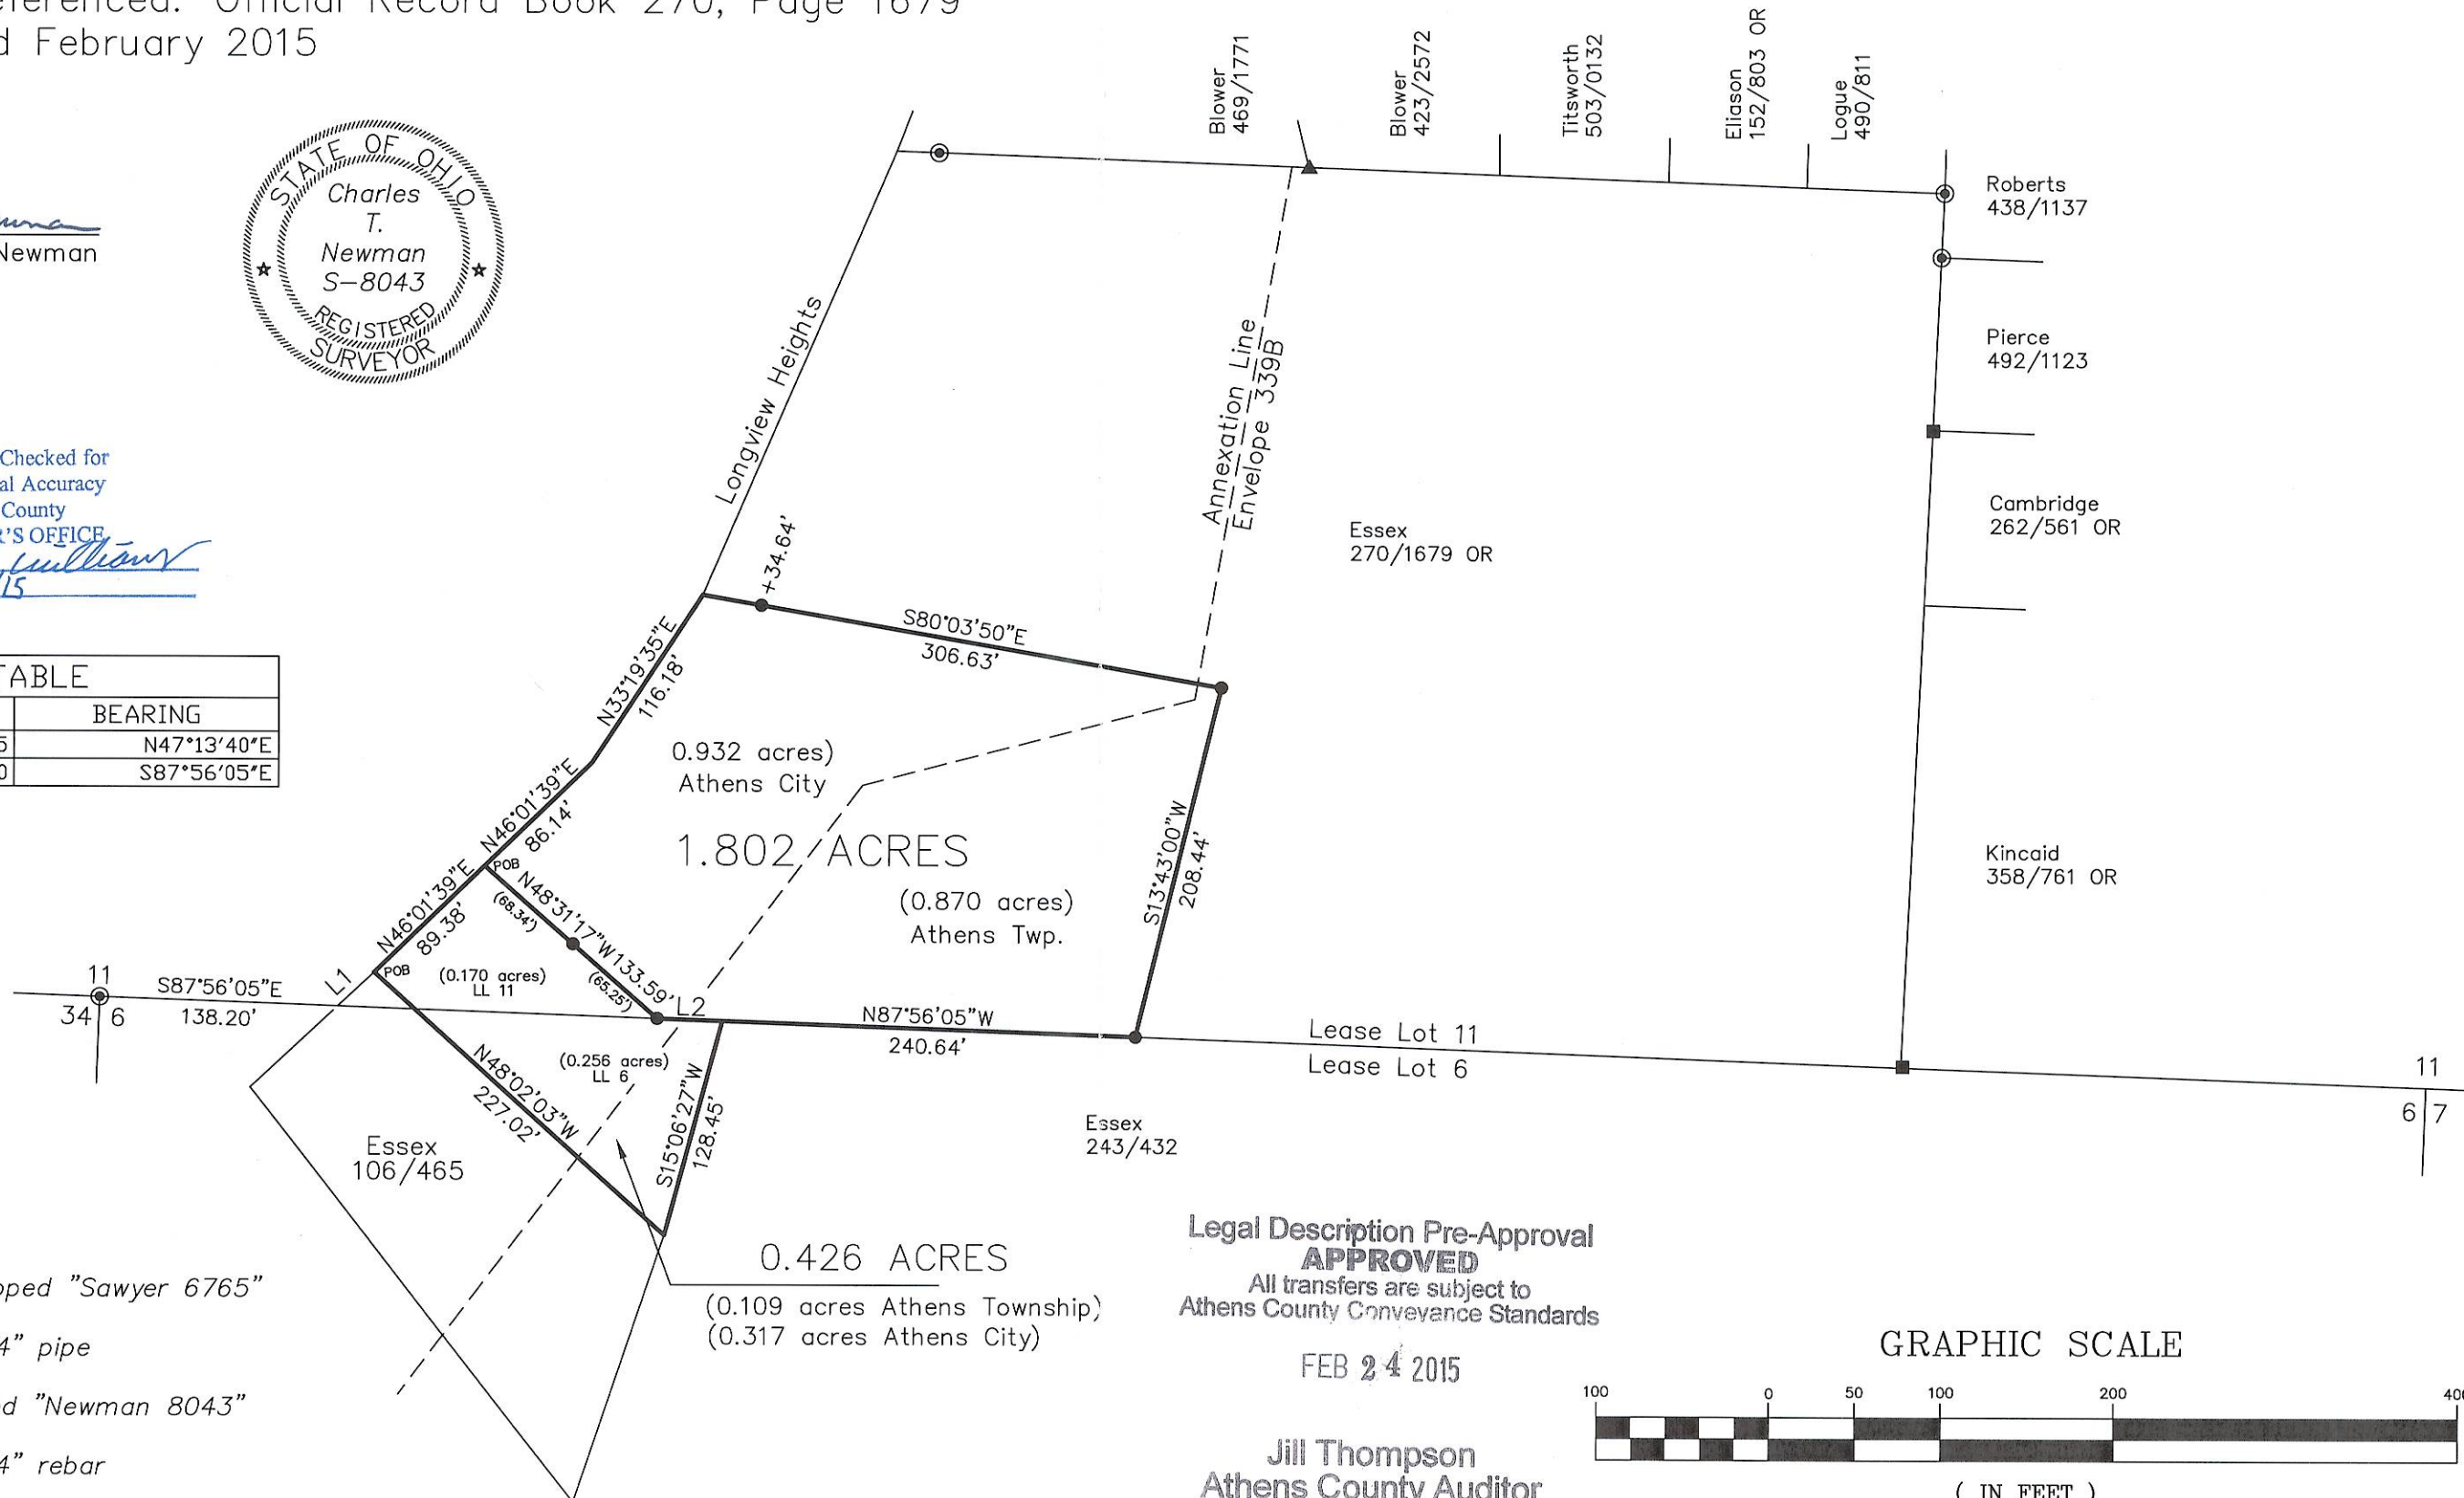 Official Record Book 270, Page 1679
February 2015
Blower
469/1771
Blower
423/2572
Titsworth
503/0132
Eliason
152/803 OR
Logue
490/811
STATE OF OHIO
Charles
T.
Newman
S-8043
REGISTERED
SURVEYOR
Newman
Roberts
438/1137
Pierce
492/1123
Cambridge
262/561 OR
Kincaid
358/761 OR
Longview Heights
Annexation Line
Envelope 339B
Essex
270/1679 OR
Checked for
Accuracy
County
OFFICE
+34.64'
S80°03'50"E
306.63'
N33°19'35"E
116.18'
TABLE
BEARING
N47°13'40"E
S87°56'05"E
0.932 acres)
Athens City
N46°01'39"E
86.14'
1.802 ACRES
S13°43'00"W
208.44'
POB
N48°31'17"W 133.59'
(68.34')
(65.25')
(0.870 acres)
Athens Twp.
N46°01'39"E
89.38'
POB
(0.170 acres)
LL 11
L1
L2
11
S87°56'05"E
34 6
138.20'
N87°56'05"W
240.64'
Lease Lot 11
Lease Lot 6
11
6 7
(0.256 acres)
LL 6
N48°02'03"W
227.02'
S15°06'27"W
128.45'
Essex
106/465
Essex
243/432
0.426 ACRES
(0.109 acres Athens Township)
(0.317 acres Athens City)
"Sawyer 6765"
pipe
"Newman 8043"
rebar
Legal Description Pre-Approval
APPROVED
All transfers are subject to
Athens County Conveyance Standards
FEB 24 2015
Jill Thompson
Athens County Auditor
GRAPHIC SCALE
100 0 50 100 200
( IN FEET )